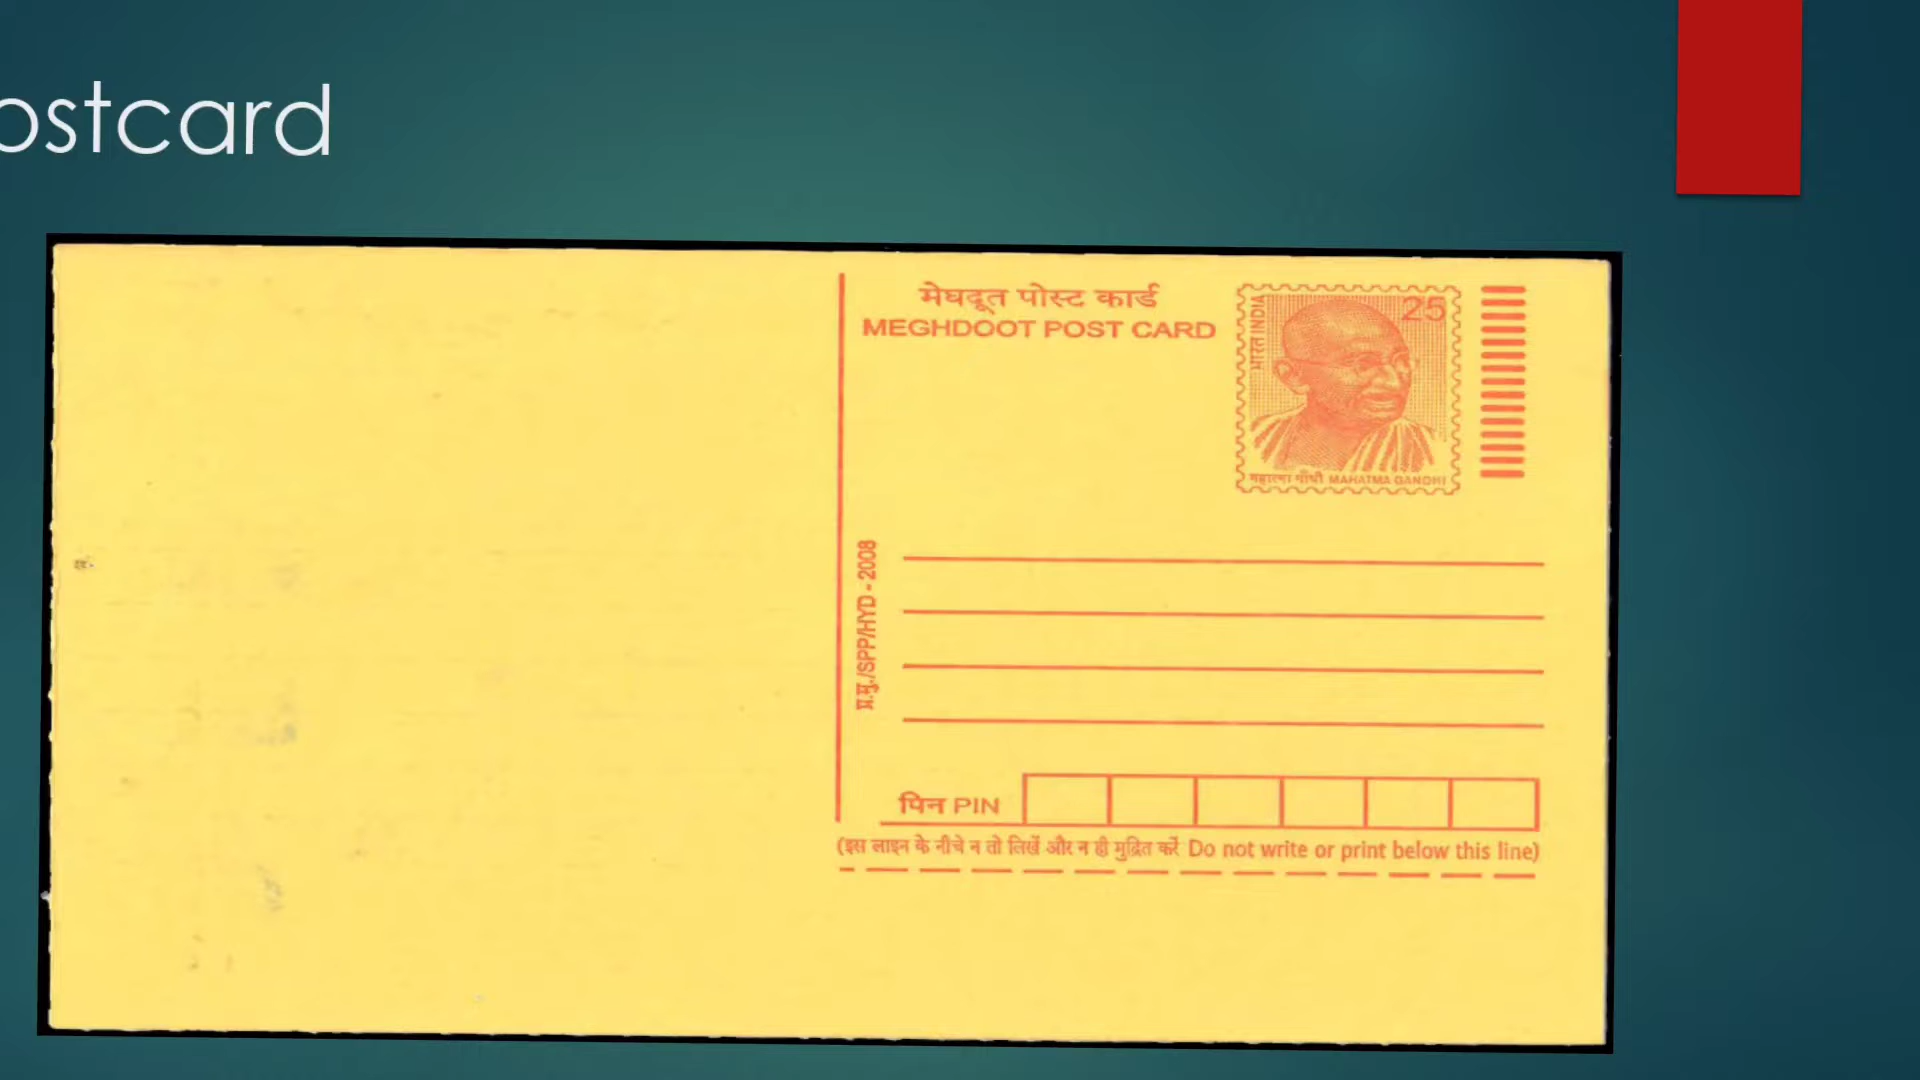 ostcard
मेघदूत पोस्ट कार्ड
MEGHDOOT POST CARD
25
भारत INDIA
महात्मा गाँधी MAHATMA GANDHI
प्र.मु./SPP/HYD - 2008
पिन PIN
(इस लाइन के नीचे न तो लिखें और न ही मुद्रित करें Do not write or print below this line)